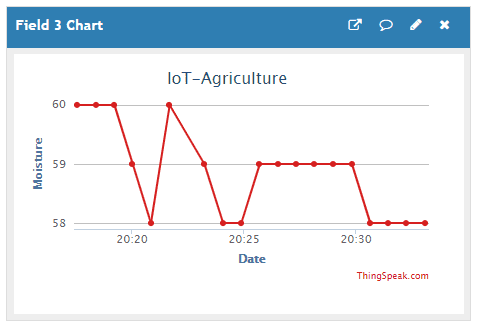 Field 3 Chart
IoT-Agriculture
60
59
58
Moisture
20:20 20:25 20:30
Date
ThingSpeak.com